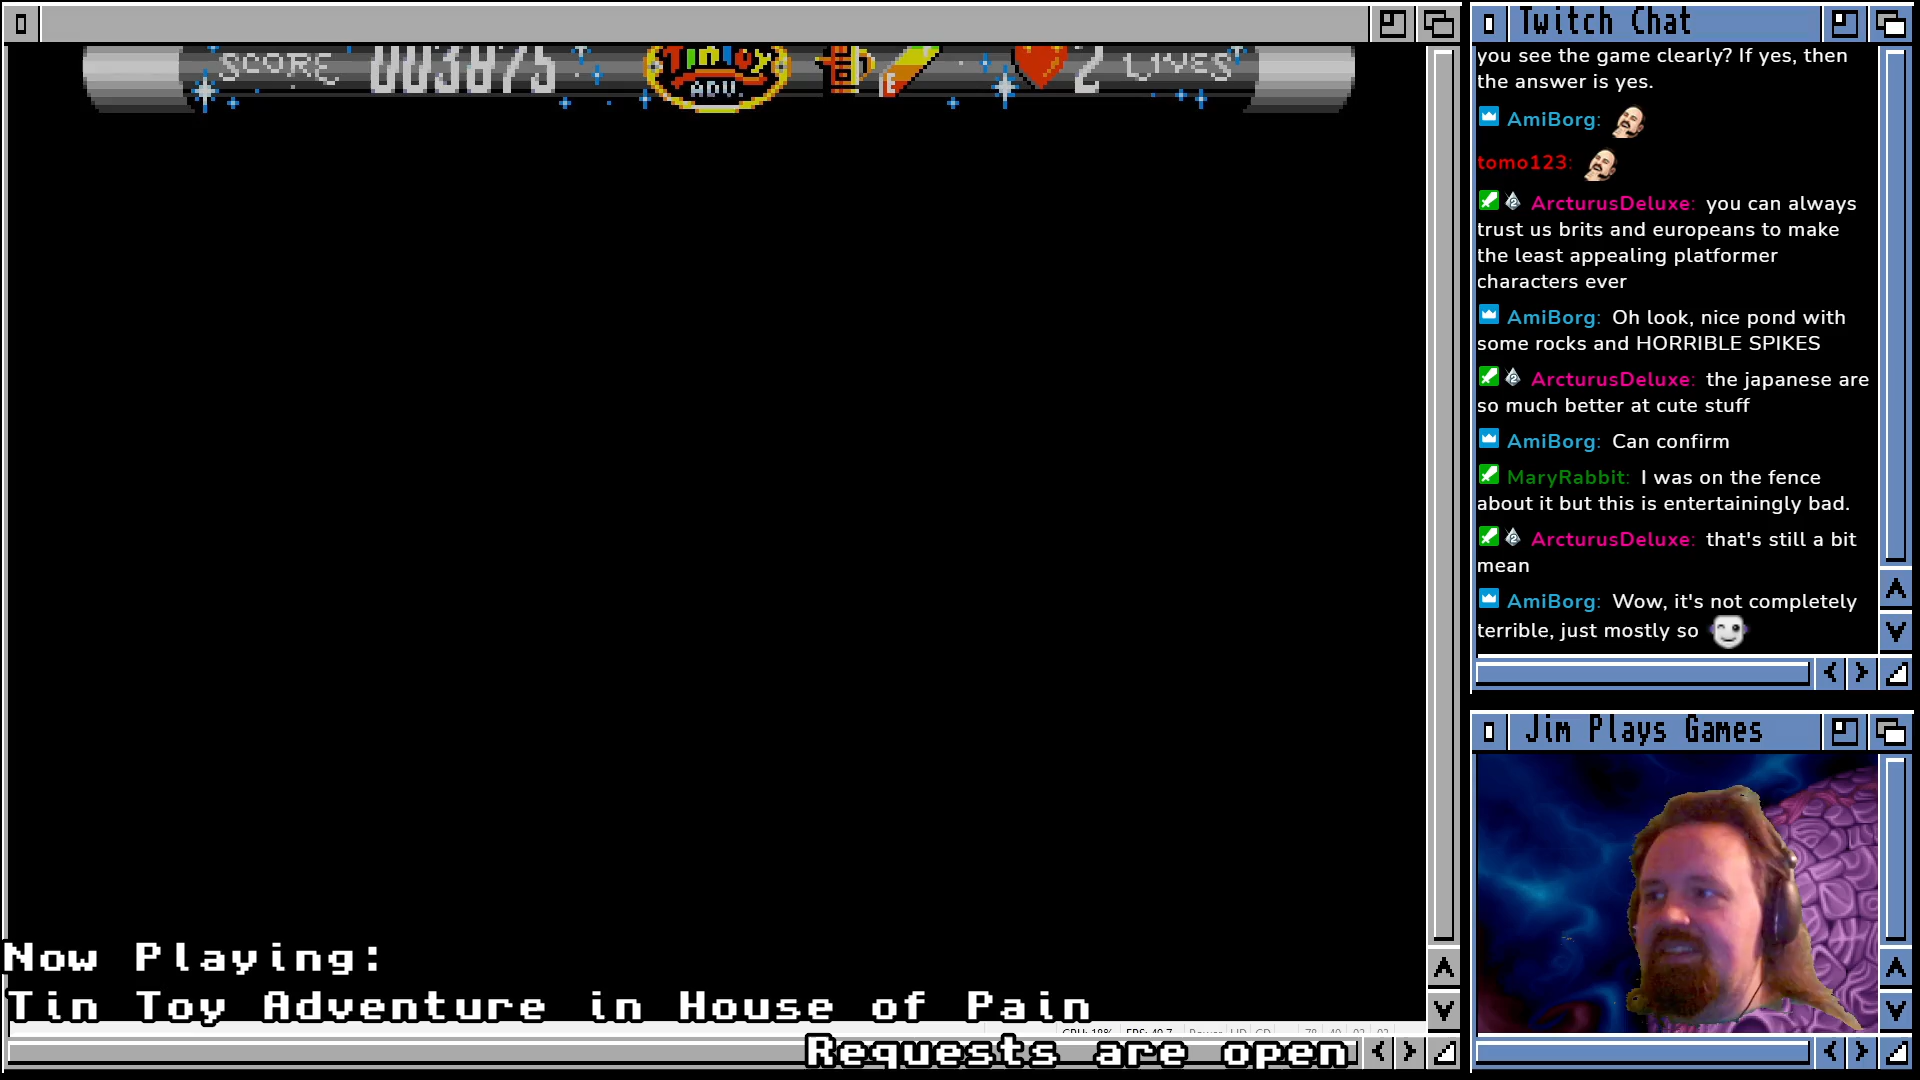 SCORE 003875 TinToy ADV. 2 LIVES
Twitch Chat
you see the game clearly? If yes, then
the answer is yes.
AmiBorg:
tomo123:
ArcturusDeluxe: you can always
trust us brits and europeans to make
the least appealing platformer
characters ever
AmiBorg: Oh look, nice pond with
some rocks and HORRIBLE SPIKES
ArcturusDeluxe: the japanese are
so much better at cute stuff
AmiBorg: Can confirm
MaryRabbit: I was on the fence
about it but this is entertainingly bad.
ArcturusDeluxe: that's still a bit
mean
AmiBorg: Wow, it's not completely
terrible, just mostly so
Jim Plays Games
Now Playing:
Tin Toy Adventure in House of Pain
Requests are open